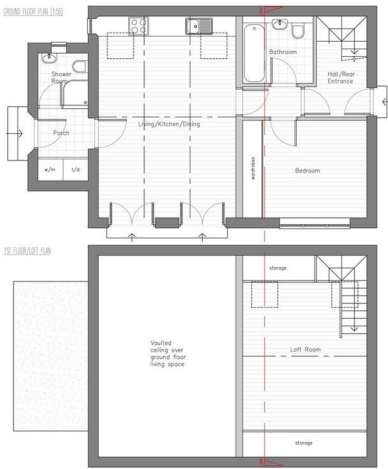 GROUND FLOOR PLAN (1:50)
Bathroom
Shower
Room
Hall/Rear
Entrance
Porch
Living/Kitchen/Dining
w/m
t/d
wardrobes
Bedroom
1ST FLOOR/LOFT PLAN
storage
Vaulted
ceiling over
ground floor
living space
Loft Room
storage